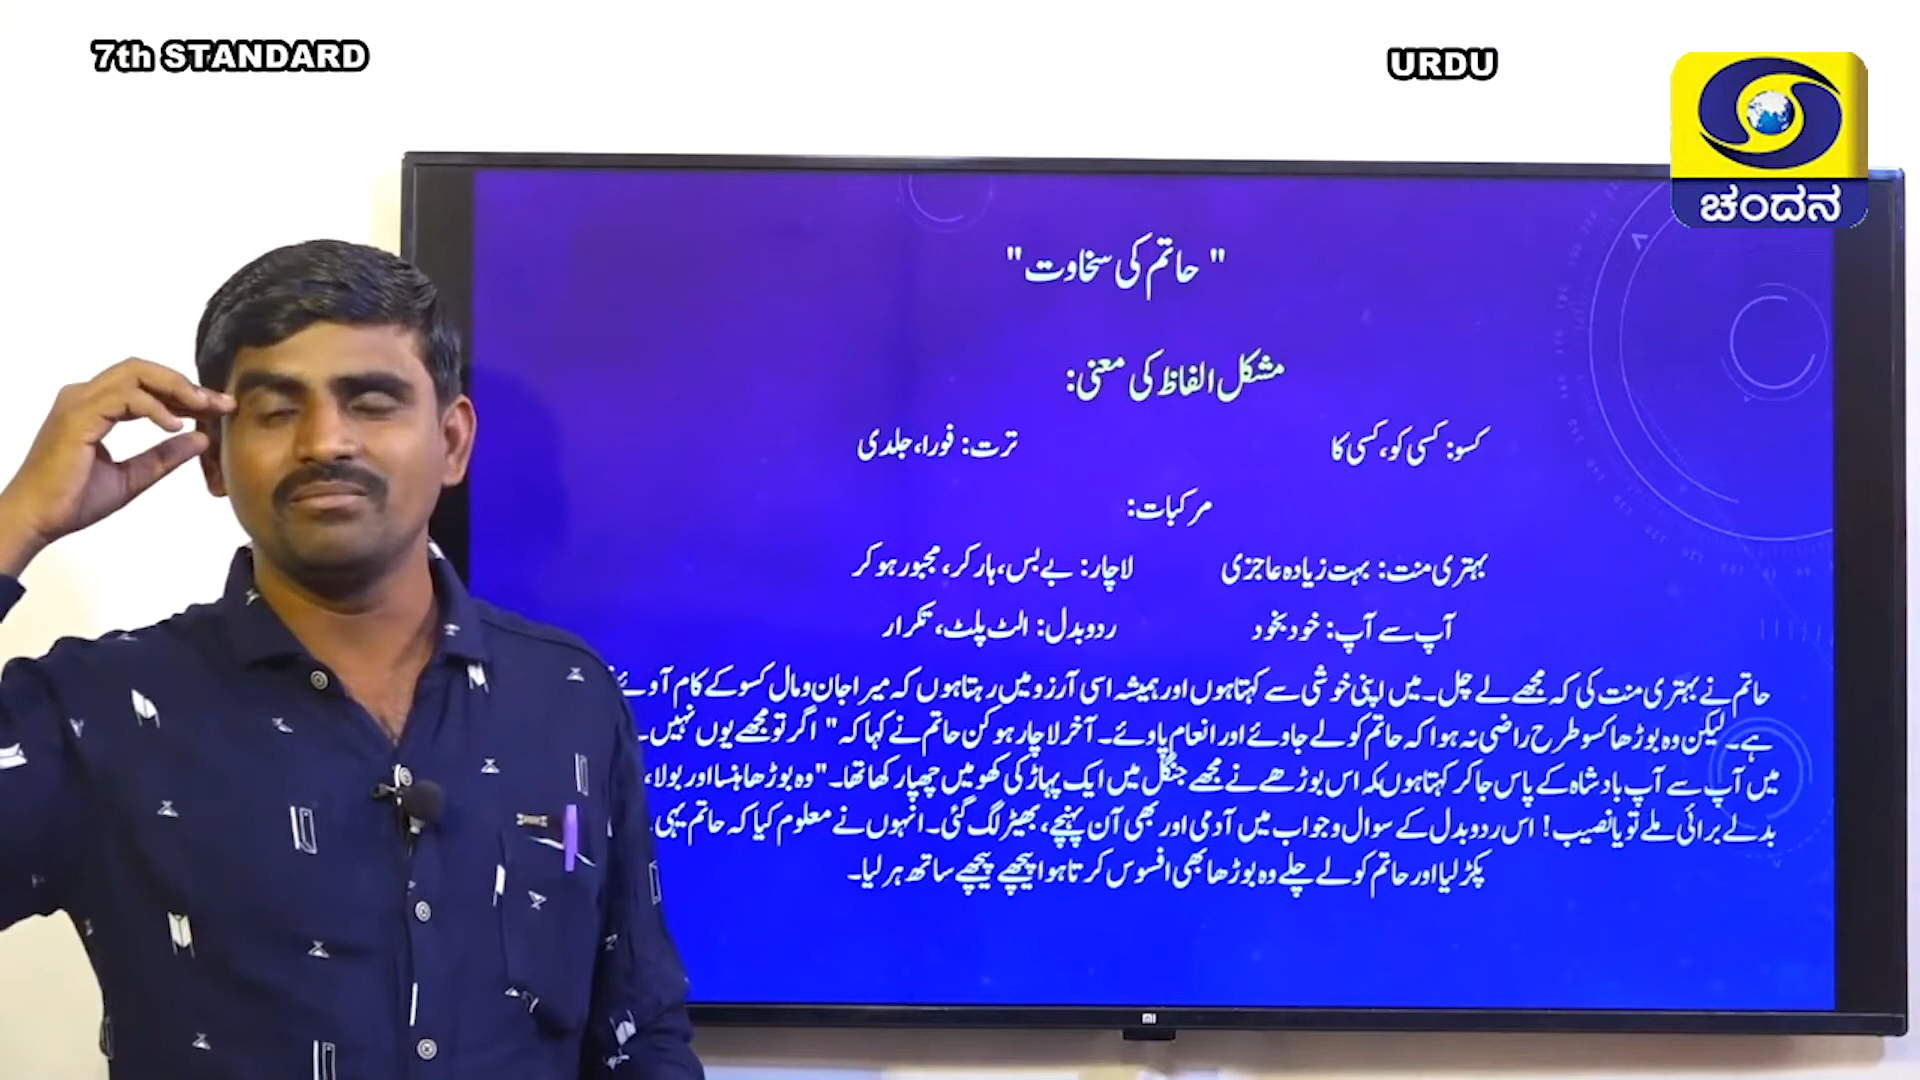 7th STANDARD
URDU
ಚಂದನ
" حاتم کی سخاوت "
مشکل الفاظ کی معنی:
کسو: کسی کو، کسی کا ترت: فورا، جلدی
مرکبات:
بہتری منت: بہت زیادہ عاجزی لاچار: بے بس، ہار کر، مجبور ہو کر
آپ سے آپ: خود بخود ردوبدل: الٹ پلٹ، تکرار
حاتم نے بہتری منت کی کہ مجھے لے چل۔ میں اپنی خوشی سے کہتا ہوں اور ہمیشہ اسی آرزو میں رہتا ہوں کہ میرا جان و مال کسو کے کام آوئے
ہے۔ لیکن وہ بوڑھا کسو طرح راضی نہ ہوا کہ حاتم کو لے جاوئے اور انعام پاوئے۔ آخر لاچار ہو کن حاتم نے کہا کہ " اگر تو مجھے یوں نہیں۔
میں آپ سے آپ بادشاہ کے پاس جا کر کہتا ہوں کہ اس بوڑھے نے مجھے جنگل میں ایک پہاڑ کی کھو میں چھپا رکھا تھا۔" وہ بوڑھا ہنسا اور بولا،
بدلے برائی ملے تو یا نصیب! اس ردوبدل کے سوال و جواب میں آدمی اور بھی آن پہنچے، بھیڑ لگ گئی۔ انہوں نے معلوم کیا کہ حاتم یہی
پکڑ لیا اور حاتم کو لے چلے وہ بوڑھا بھی افسوس کرتا ہوا پیچھے پیچھے ساتھ ہر لیا۔
mi